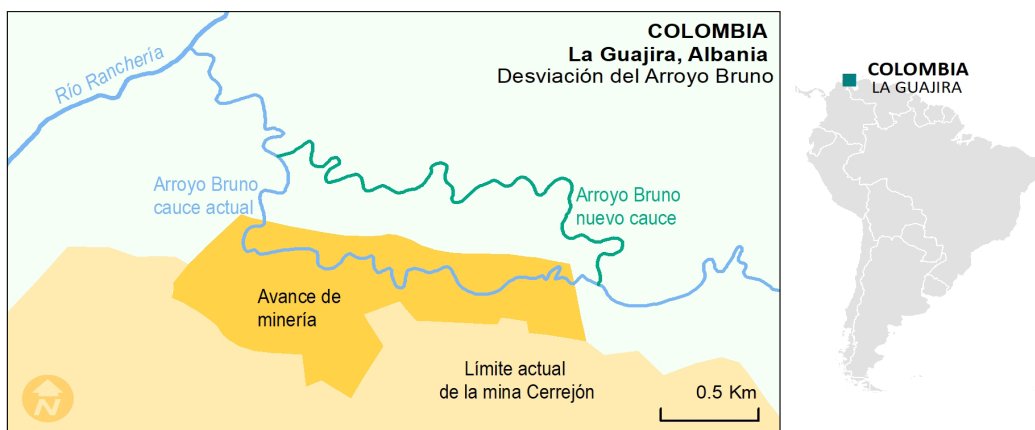 COLOMBIA
La Guajira, Albania
Desviación del Arroyo Bruno
Río Ranchería
Arroyo Bruno
cauce actual
Arroyo Bruno
nuevo cauce
Avance de
minería
Límite actual
de la mina Cerrejón
0.5 Km
N
COLOMBIA
LA GUAJIRA